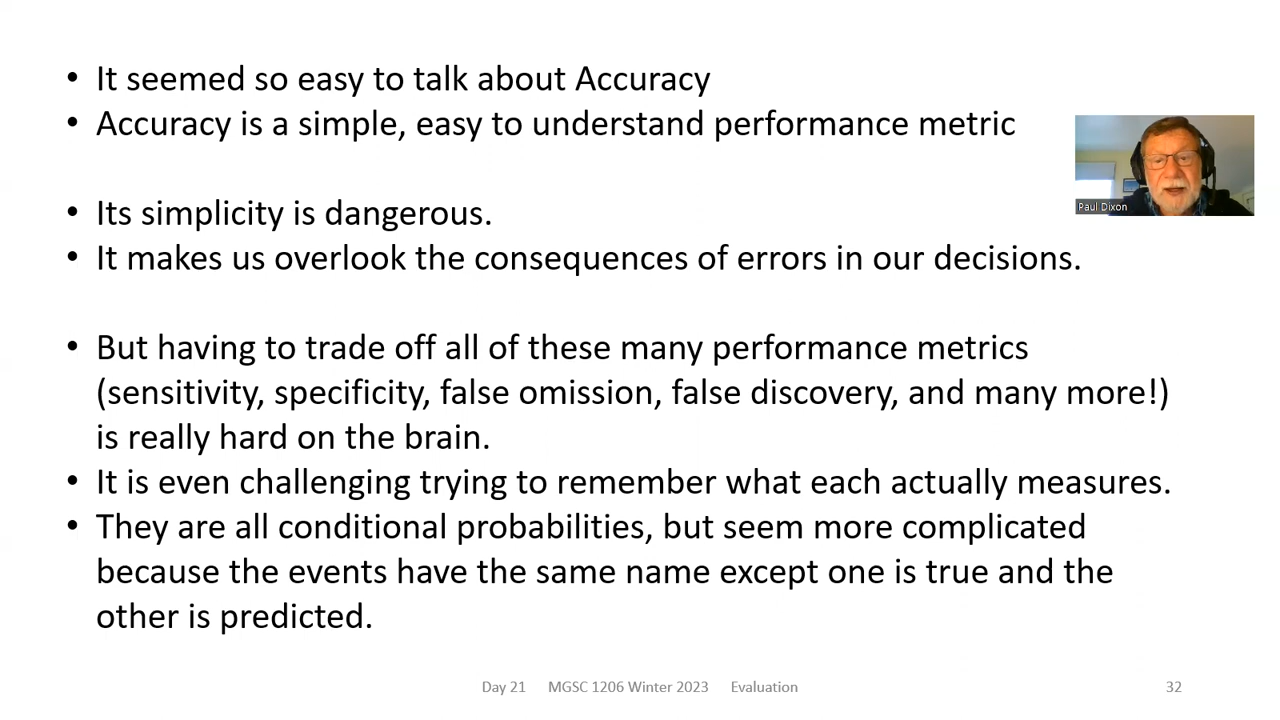 • It seemed so easy to talk about Accuracy
• Accuracy is a simple, easy to understand performance metric
Paul Dixon
• Its simplicity is dangerous.
• It makes us overlook the consequences of errors in our decisions.
• But having to trade off all of these many performance metrics
(sensitivity, specificity, false omission, false discovery, and many more!)
is really hard on the brain.
• It is even challenging trying to remember what each actually measures.
• They are all conditional probabilities, but seem more complicated
because the events have the same name except one is true and the
other is predicted.
Day 21 MGSC 1206 Winter 2023 Evaluation 32